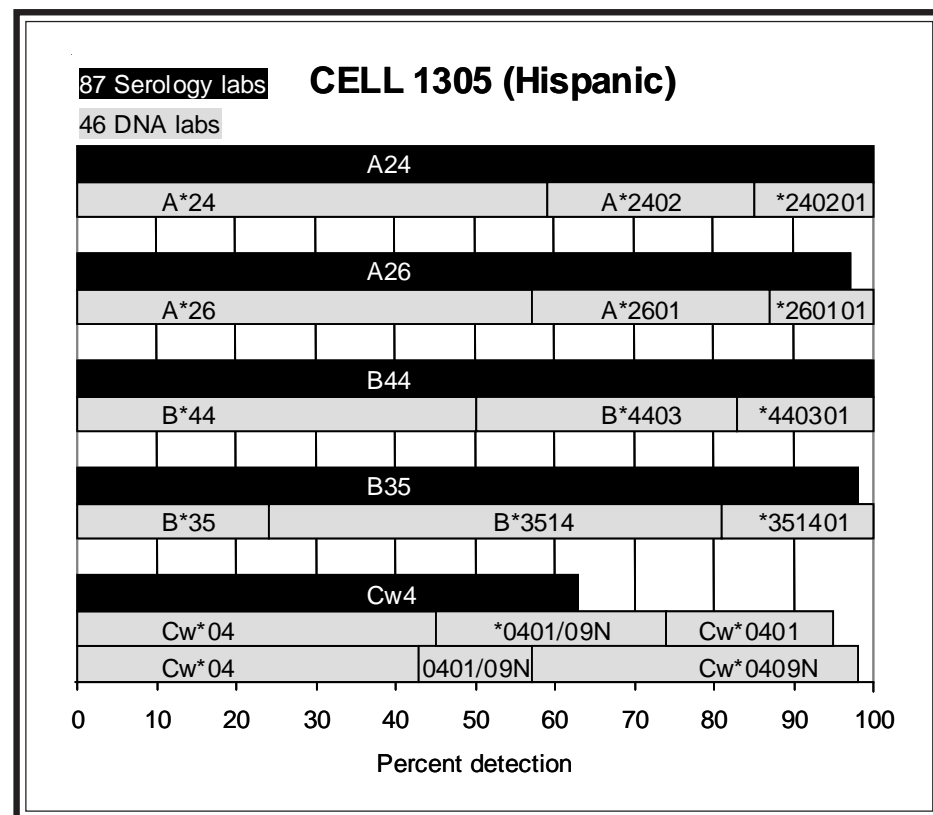 87 Serology labs CELL 1305 (Hispanic)
46 DNA labs
A24
A*24 A*2402 *240201
A26
A*26 A*2601 *260101
B44
B*44 B*4403 *440301
B35
B*35 B*3514 *351401
Cw4
Cw*04 *0401/09N Cw*0401
Cw*04 0401/09N Cw*0409N
0 10 20 30 40 50 60 70 80 90 100
Percent detection